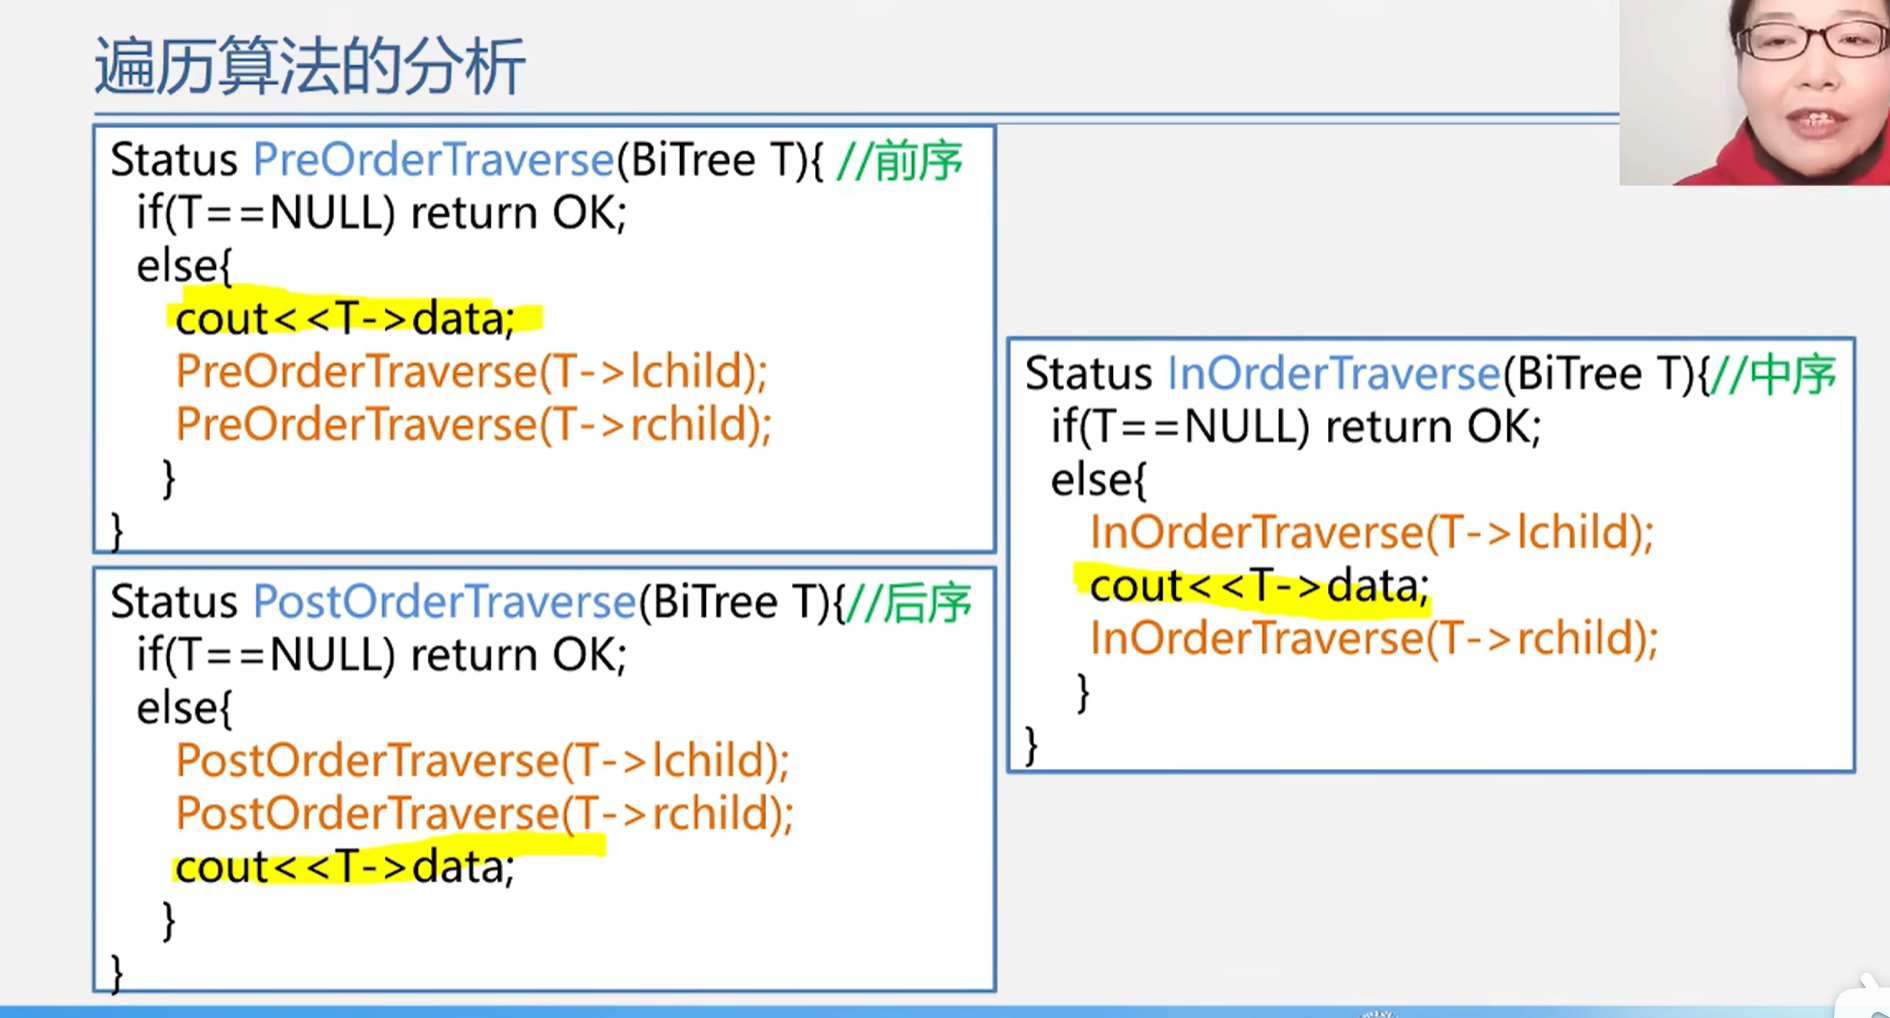 遍历算法的分析
Status PreOrderTraverse(BiTree T){ //前序
if(T==NULL) return OK;
else{
cout<<T->data;
PreOrderTraverse(T->lchild);
PreOrderTraverse(T->rchild);
}
}
Status PostOrderTraverse(BiTree T){//后序
if(T==NULL) return OK;
else{
PostOrderTraverse(T->lchild);
PostOrderTraverse(T->rchild);
cout<<T->data;
}
}
Status InOrderTraverse(BiTree T){//中序
if(T==NULL) return OK;
else{
InOrderTraverse(T->lchild);
cout<<T->data;
InOrderTraverse(T->rchild);
}
}